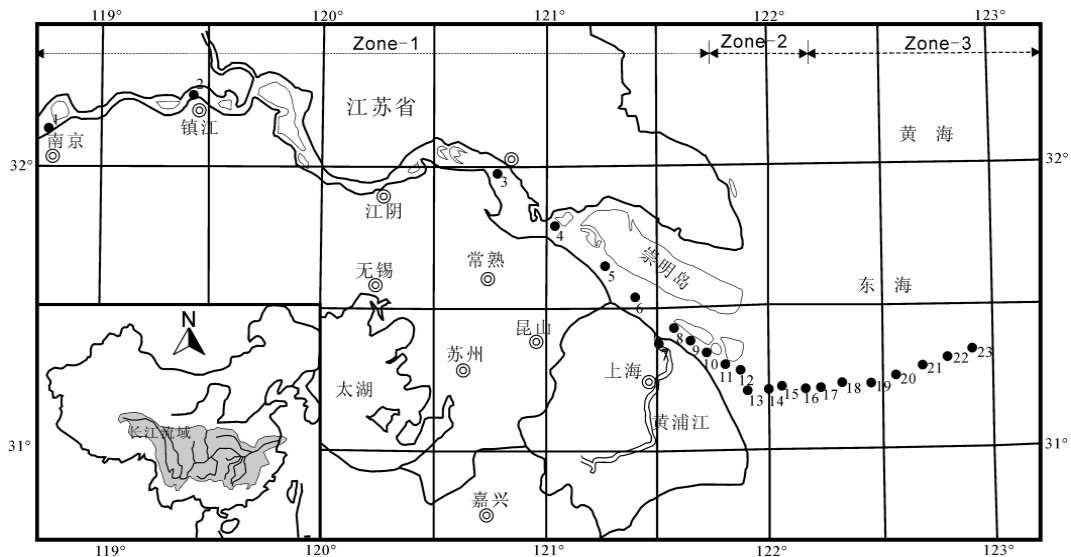 119° 120° 121° 122° 123°
Zone-1 Zone-2 Zone-3
2
江苏省
1
镇江
黄 海
南京
32° 32°
3
江阴
4
崇明岛
常熟
5
无锡
东 海
6
N
昆山
7 8 9 10 11 12 13 14 15 16 17 18 19 20 21 22 23
苏州
上海
太湖
黄浦江
长江流域
31° 31°
嘉兴
119° 120° 121° 122° 123°